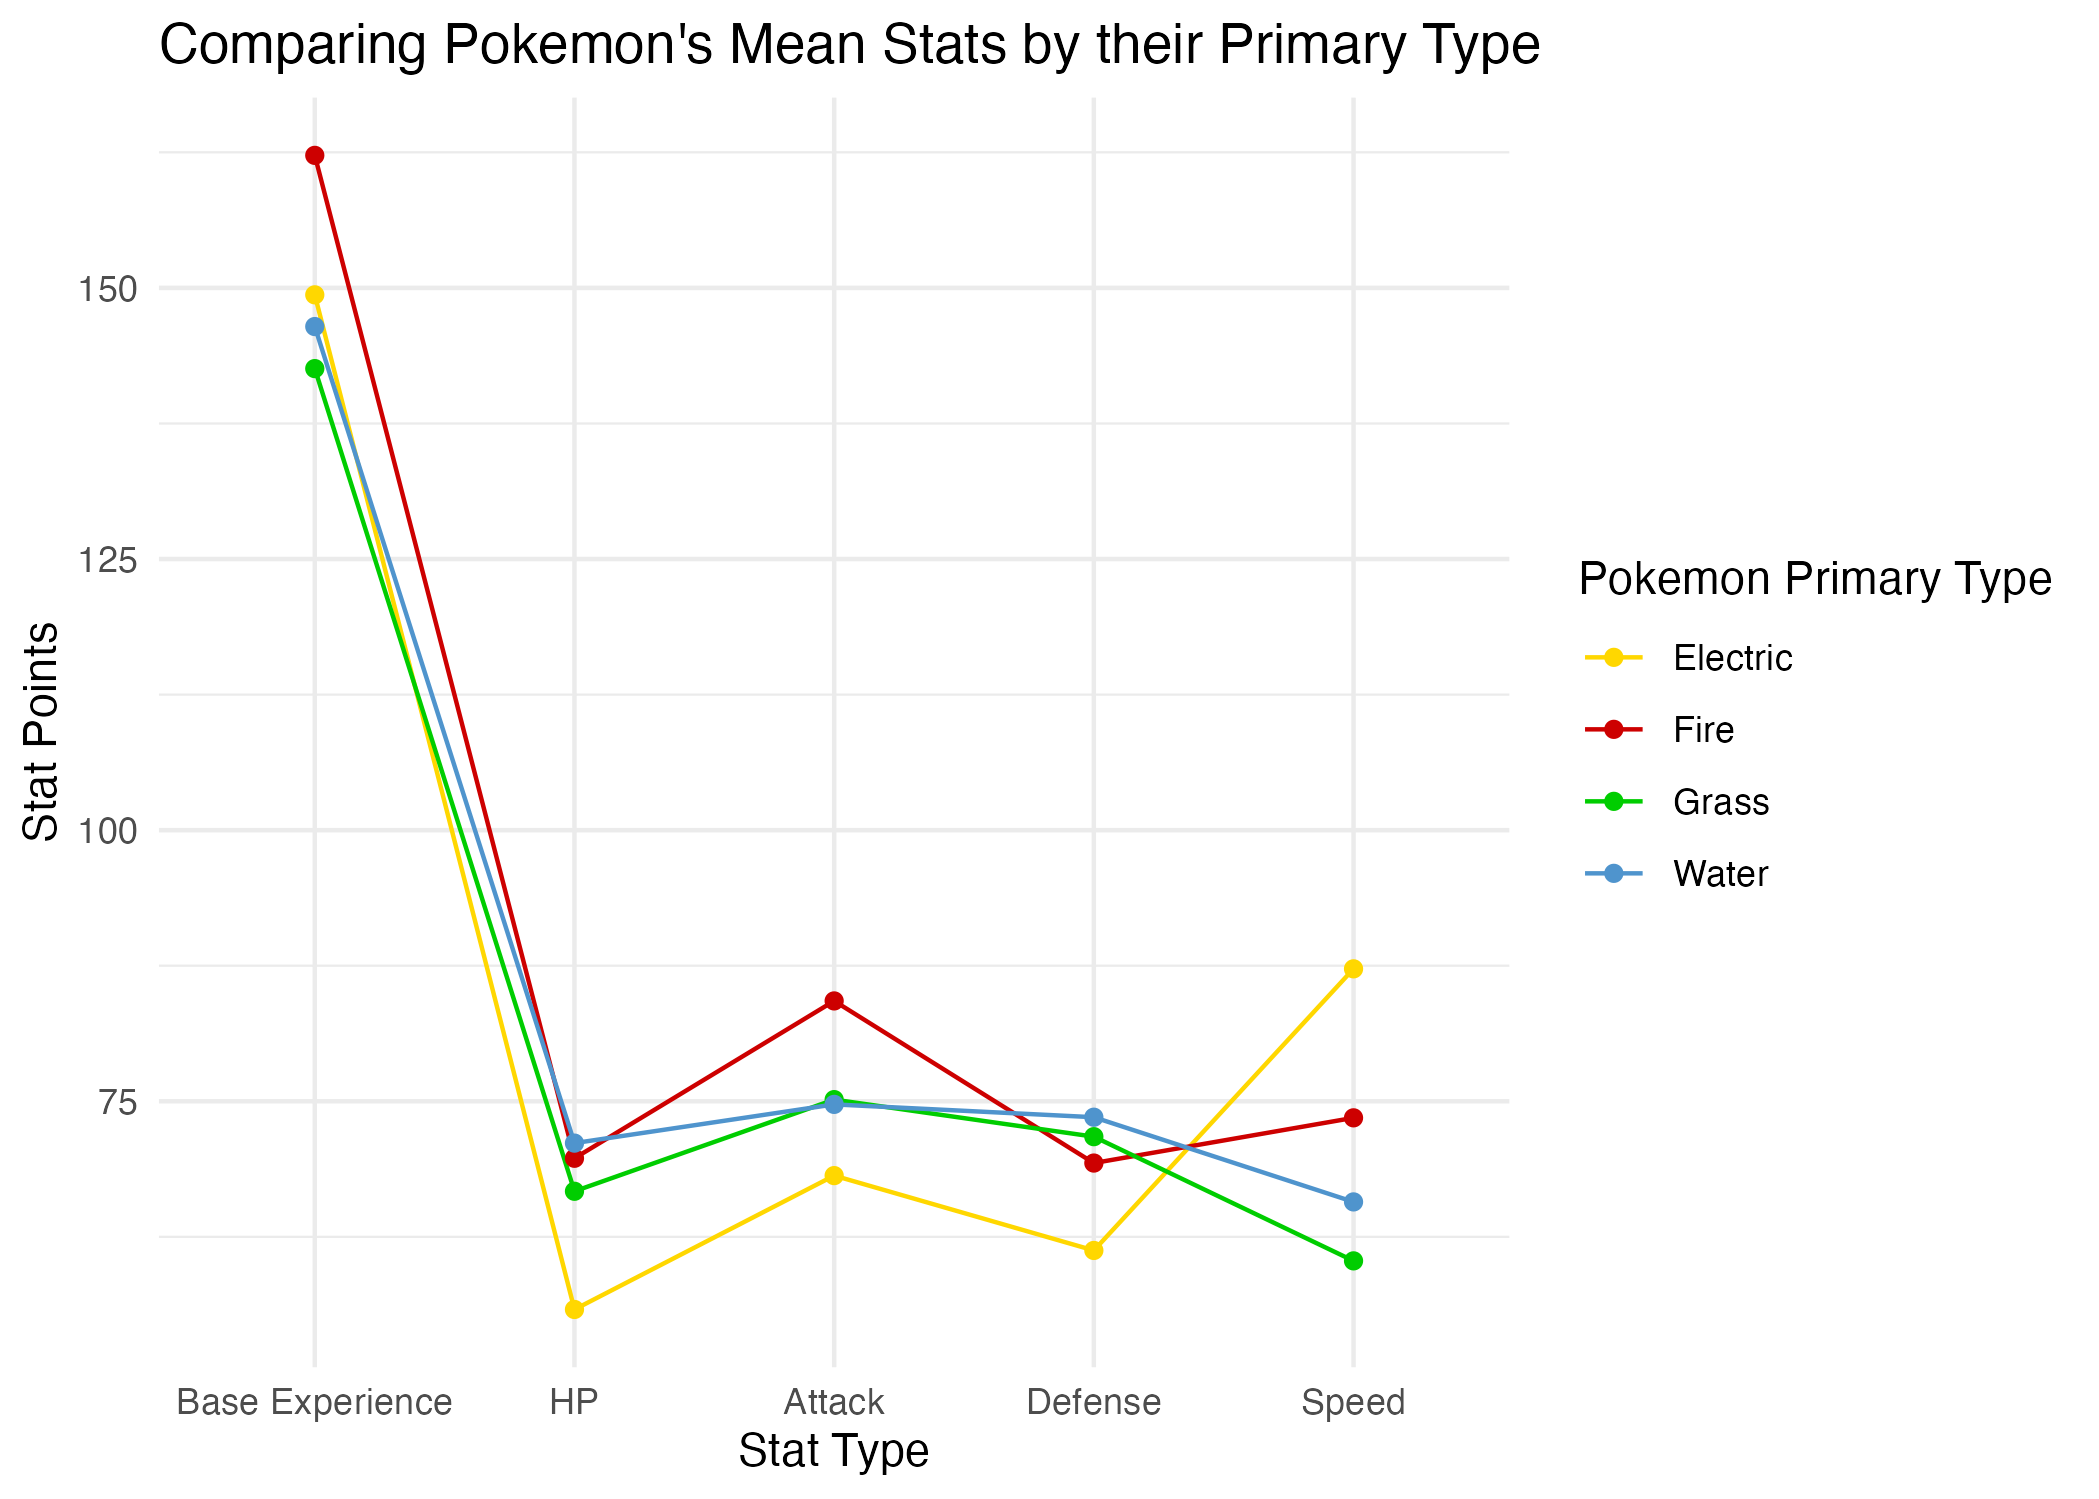 Comparing Pokemon's Mean Stats by their Primary Type
Stat Points
150
125
100
75
Base Experience HP Attack Defense Speed
Stat Type
Pokemon Primary Type
Electric
Fire
Grass
Water